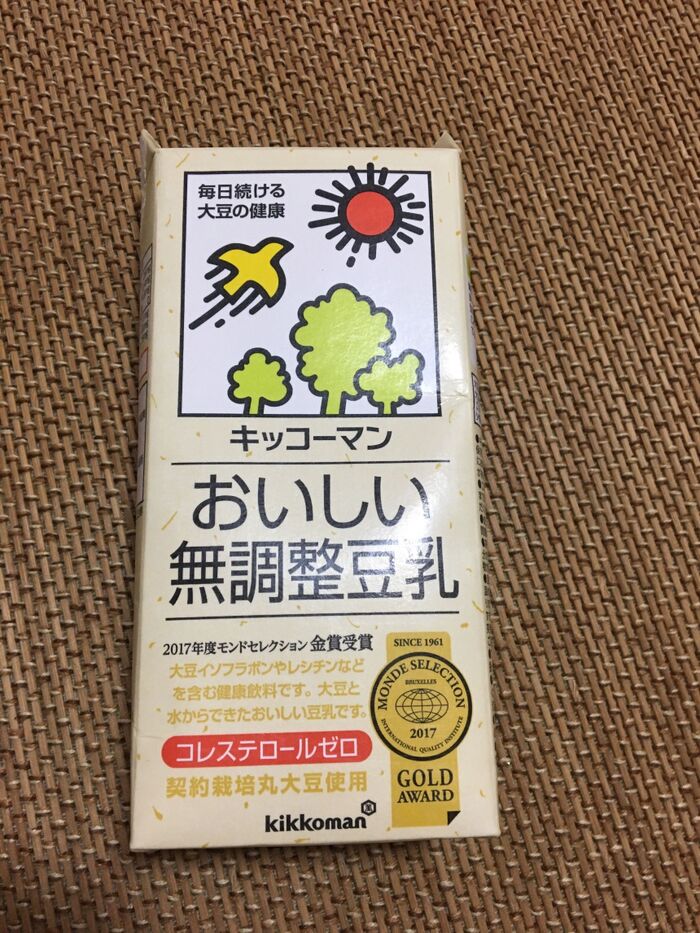 毎日続ける
大豆の健康
キッコーマン
おいしい
無調整豆乳
2017年度モンドセレクション 金賞受賞
大豆イソフラボンやレシチンなど
を含む健康飲料です。大豆と
水からできたおいしい豆乳です。
コレステロールゼロ
契約栽培丸大豆使用
kikkoman
SINCE 1961
MONDE SELECTION
BRUXELLES
2017
INTERNATIONAL QUALITY INSTITUTE
GOLD
AWARD